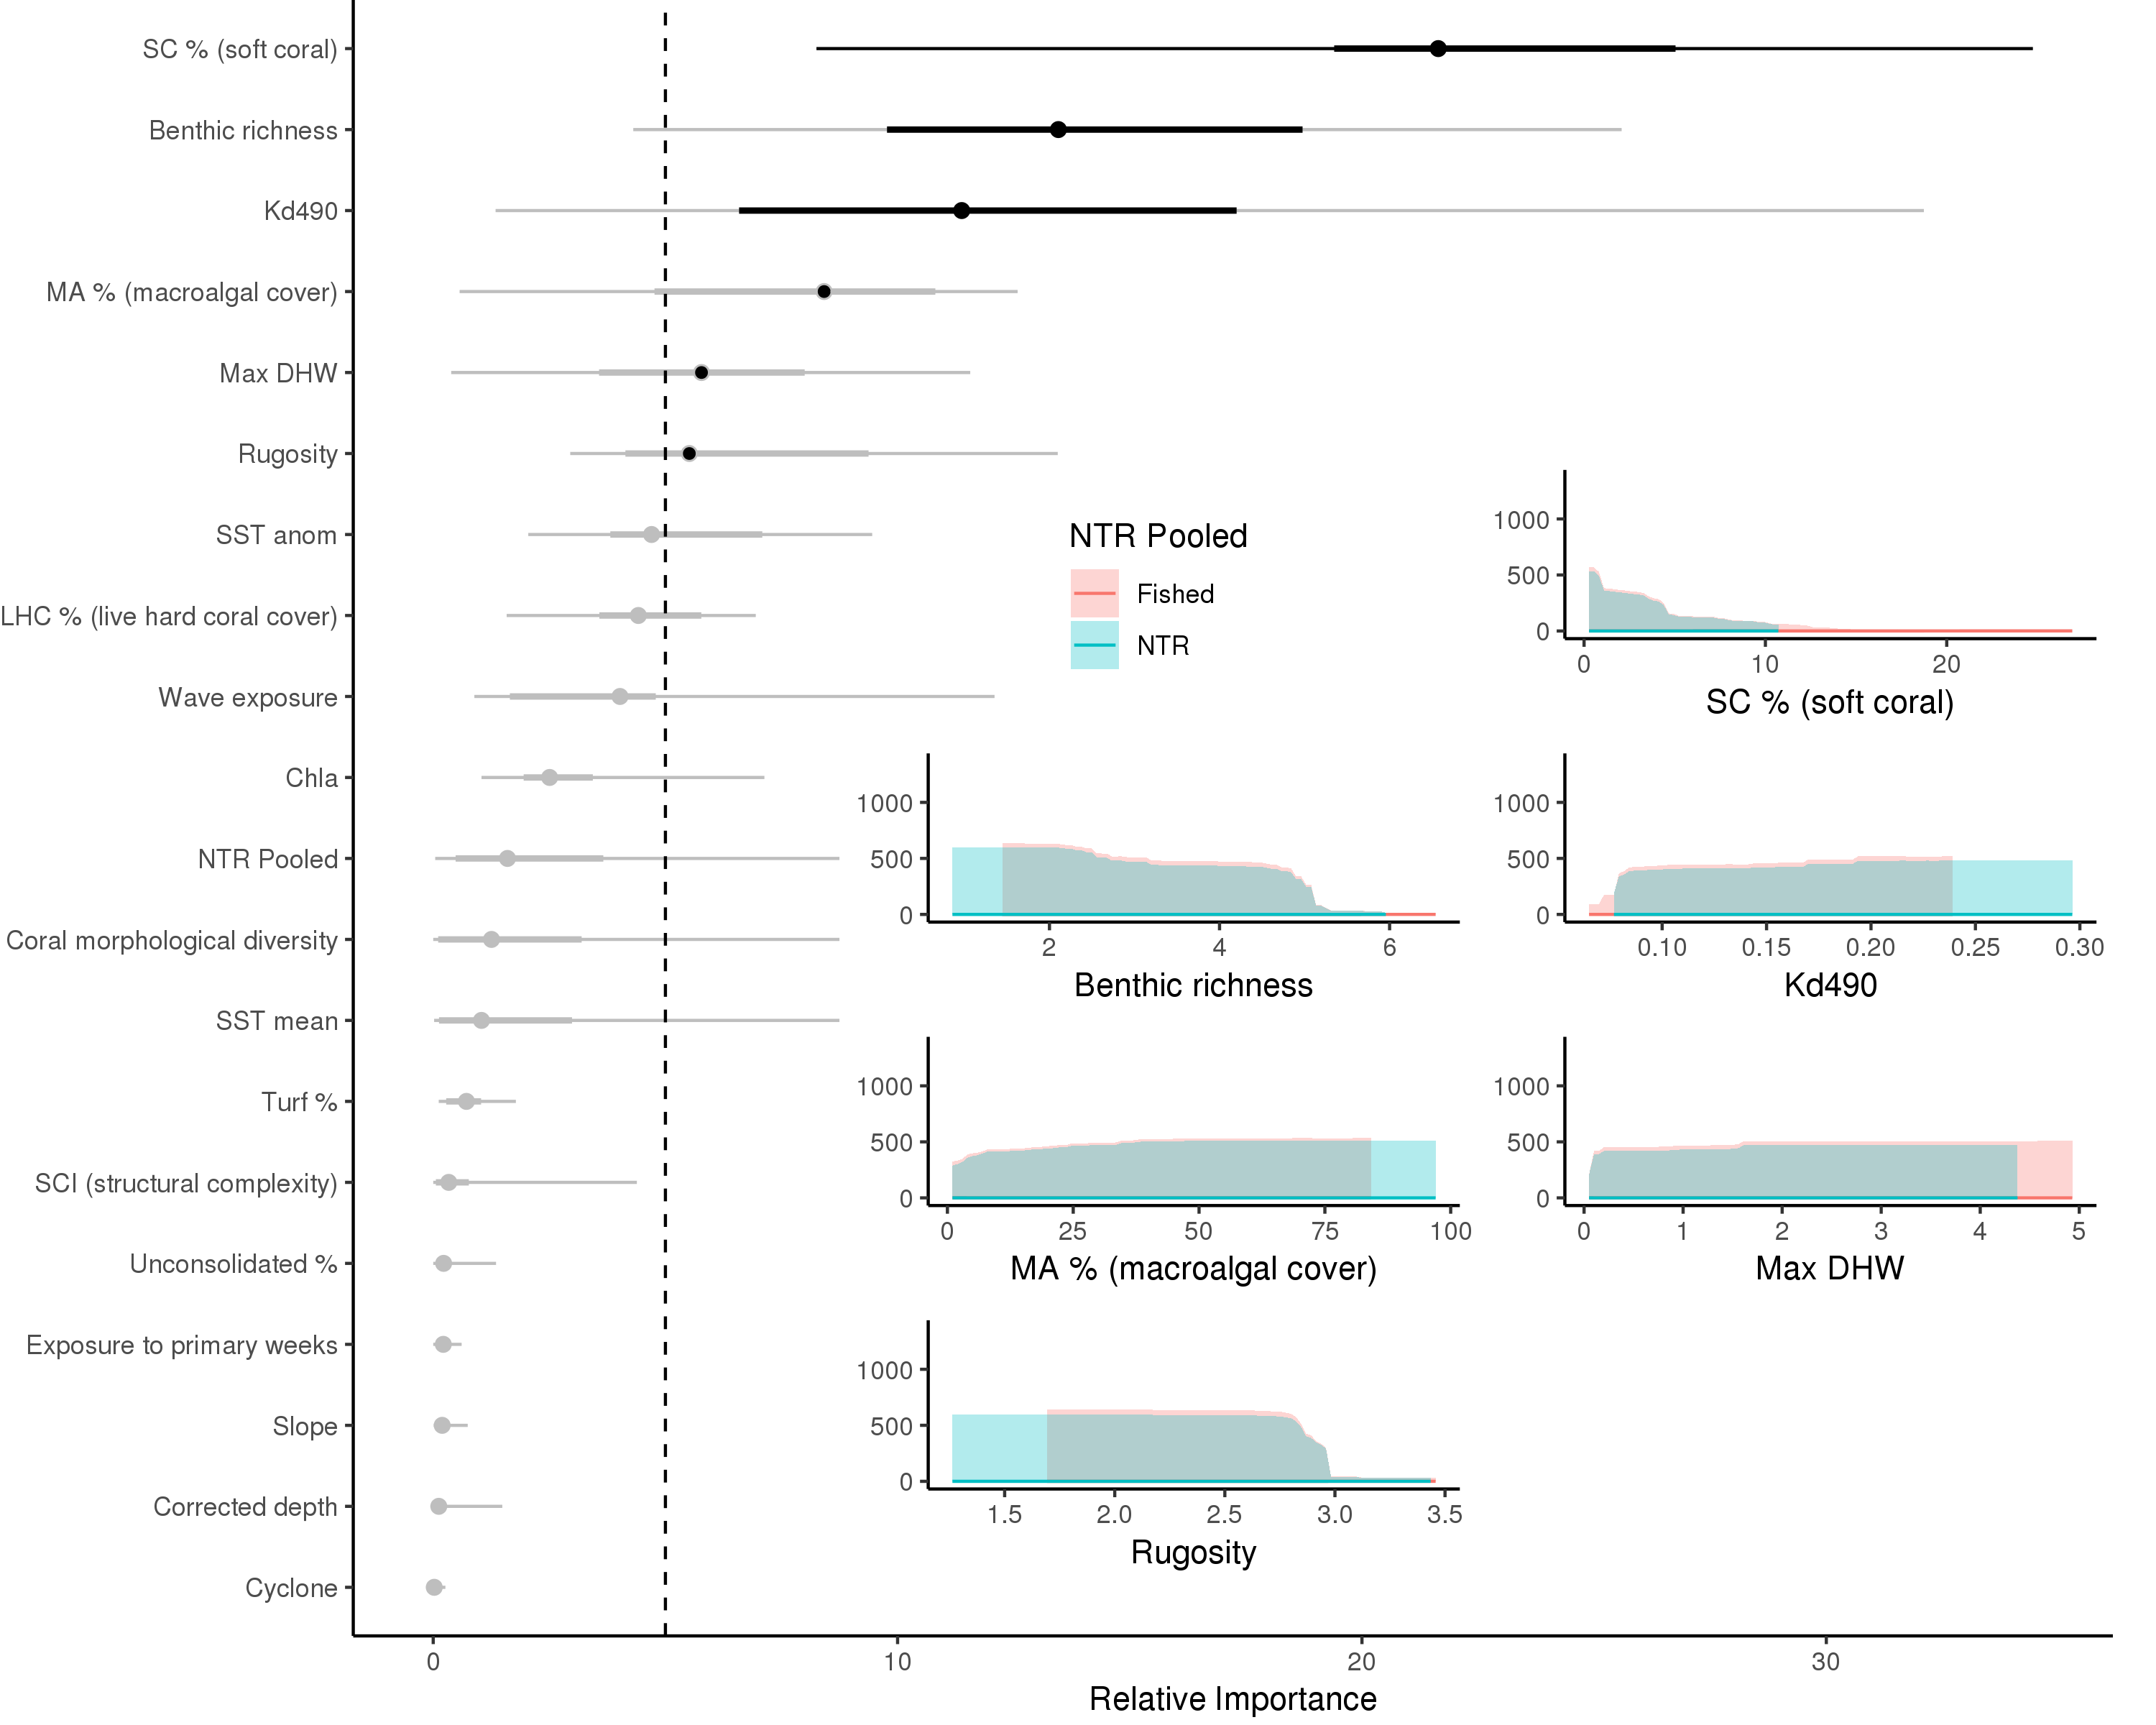 SC % (soft coral)
Benthic richness
Kd490
MA % (macroalgal cover)
Max DHW
Rugosity
SST anom
LHC % (live hard coral cover)
Wave exposure
Chla
NTR Pooled
Coral morphological diversity
SST mean
Turf %
SCI (structural complexity)
Unconsolidated %
Exposure to primary weeks
Slope
Corrected depth
Cyclone
0 10 20 30
Relative Importance
NTR Pooled
Fished
NTR
1000
500
0
0 10 20
SC % (soft coral)
1000
500
0
2 4 6
Benthic richness
1000
500
0
0.10 0.15 0.20 0.25 0.30
Kd490
1000
500
0
0 25 50 75 100
MA % (macroalgal cover)
1000
500
0
0 1 2 3 4 5
Max DHW
1000
500
0
1.5 2.0 2.5 3.0 3.5
Rugosity